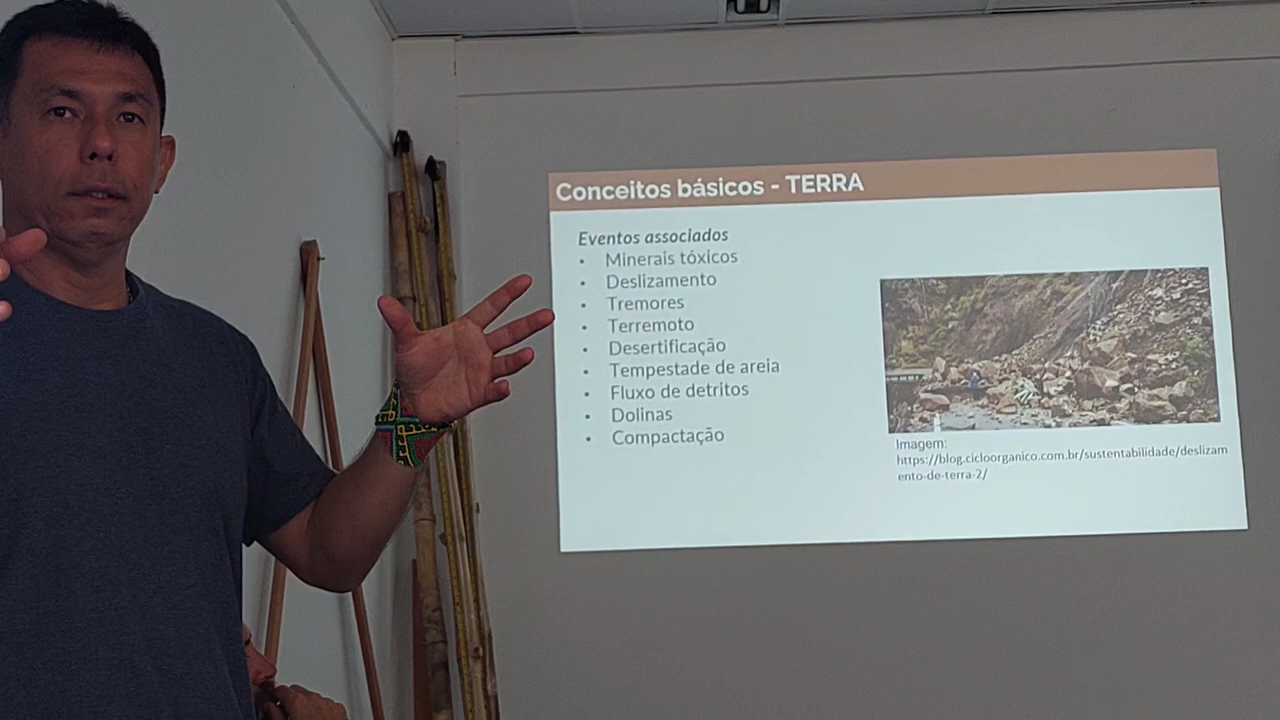 Conceitos básicos - TERRA
Eventos associados
• Minerais tóxicos
• Deslizamento
• Tremores
• Terremoto
• Desertificação
• Tempestade de areia
• Fluxo de detritos
• Dolinas
• Compactação
Imagem:
https://blog.cicloorganico.com.br/sustentabilidade/deslizam
ento-de-terra-2/